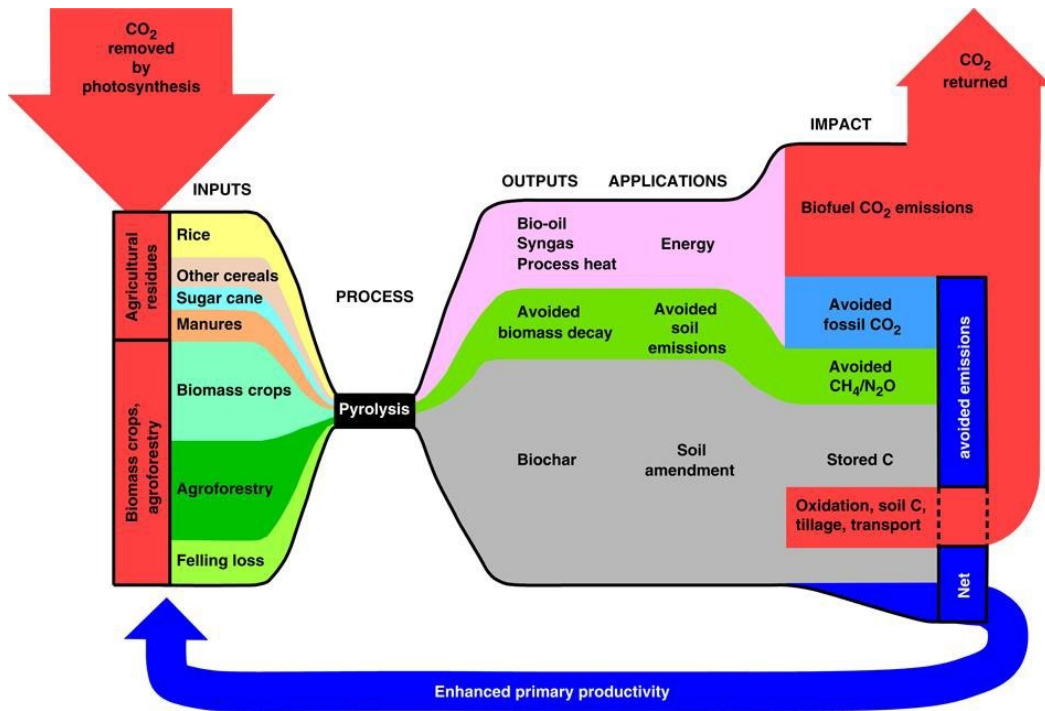 CO₂
removed
by
photosynthesis
CO₂
returned
IMPACT
INPUTS
OUTPUTS
APPLICATIONS
PROCESS
Agricultural
residues
Biomass crops,
agroforestry
Rice
Other cereals
Sugar cane
Manures
Biomass crops
Agroforestry
Felling loss
Pyrolysis
Bio-oil
Syngas
Process heat
Energy
Avoided
biomass decay
Avoided
soil
emissions
Biochar
Soil
amendment
Biofuel CO₂ emissions
Avoided
fossil CO₂
Avoided
CH₄/N₂O
Stored C
Oxidation, soil C,
tillage, transport
avoided emissions
Net
Enhanced primary productivity